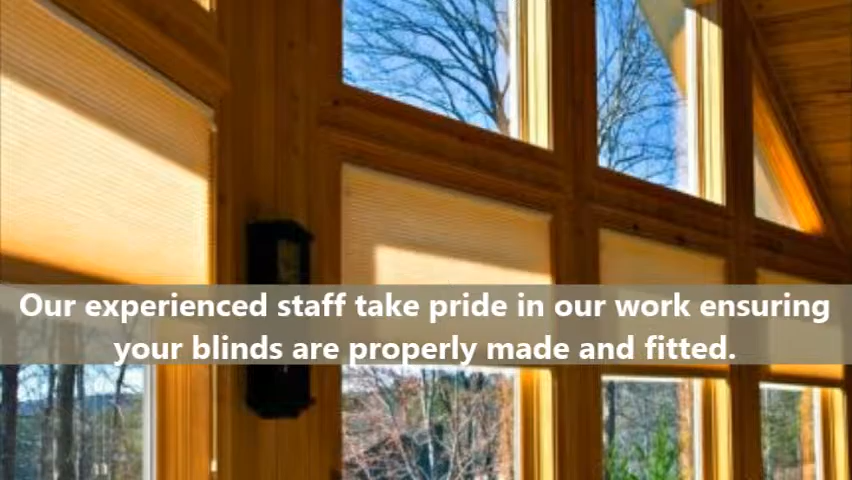 Our experienced staff take pride in our work ensuring
your blinds are properly made and fitted.